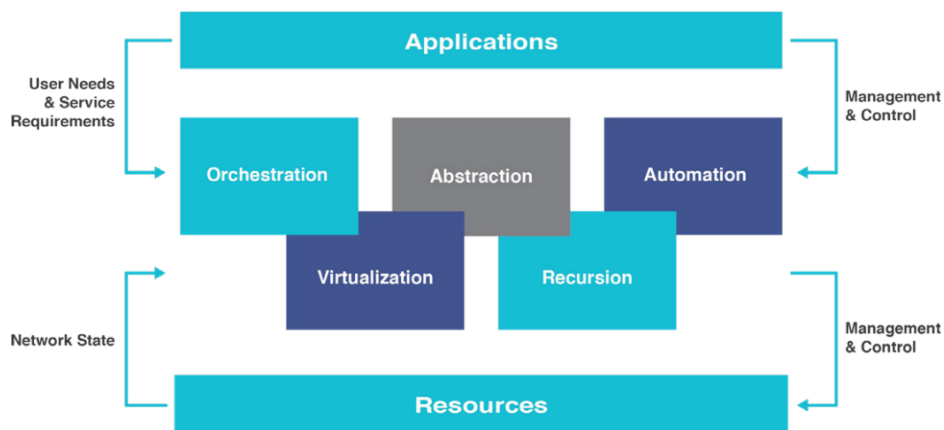 Applications
User Needs
& Service
Requirements
Management
& Control
Orchestration
Abstraction
Automation
Virtualization
Recursion
Network State
Management
& Control
Resources